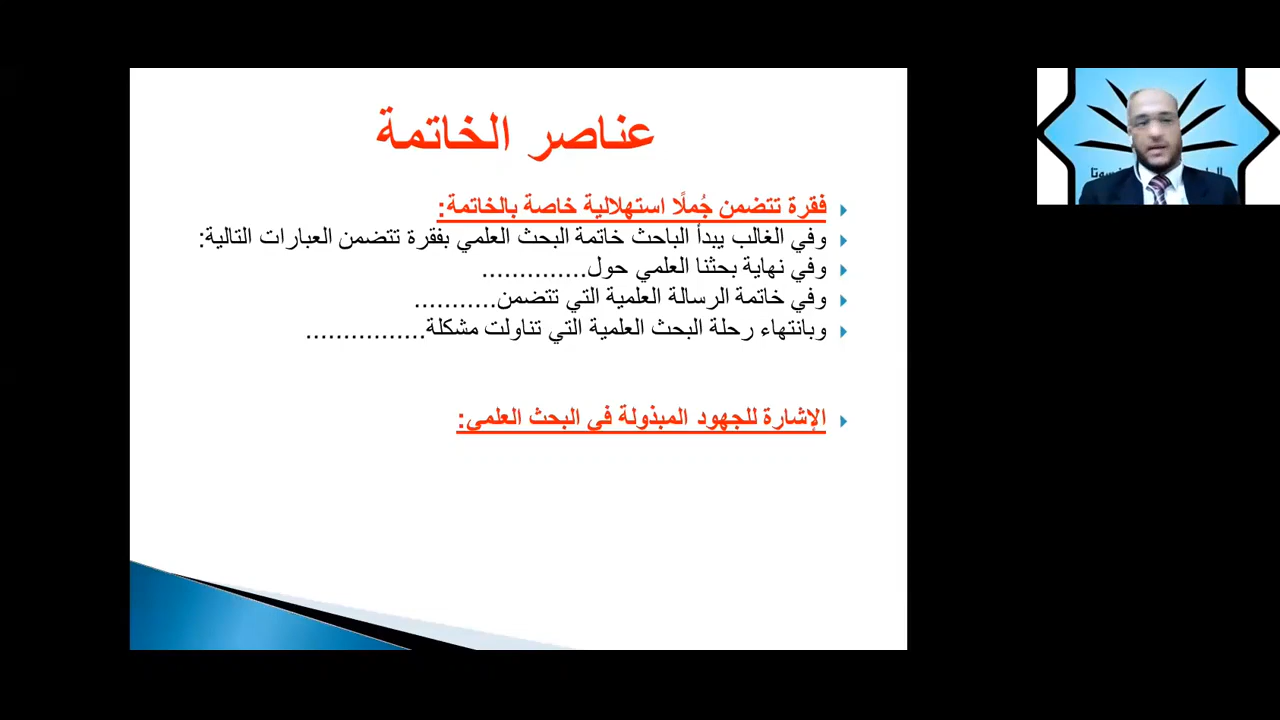 عناصر الخاتمة
فقرة تتضمن جُملًا استهلالية خاصة بالخاتمة:
وفي الغالب يبدأ الباحث خاتمة البحث العلمي بفقرة تتضمن العبارات التالية:
وفي نهاية بحثنا العلمي حول..............
وفي خاتمة الرسالة العلمية التي تتضمن...........
وبانتهاء رحلة البحث العلمية التي تناولت مشكلة................
الإشارة للجهود المبذولة في البحث العلمي: